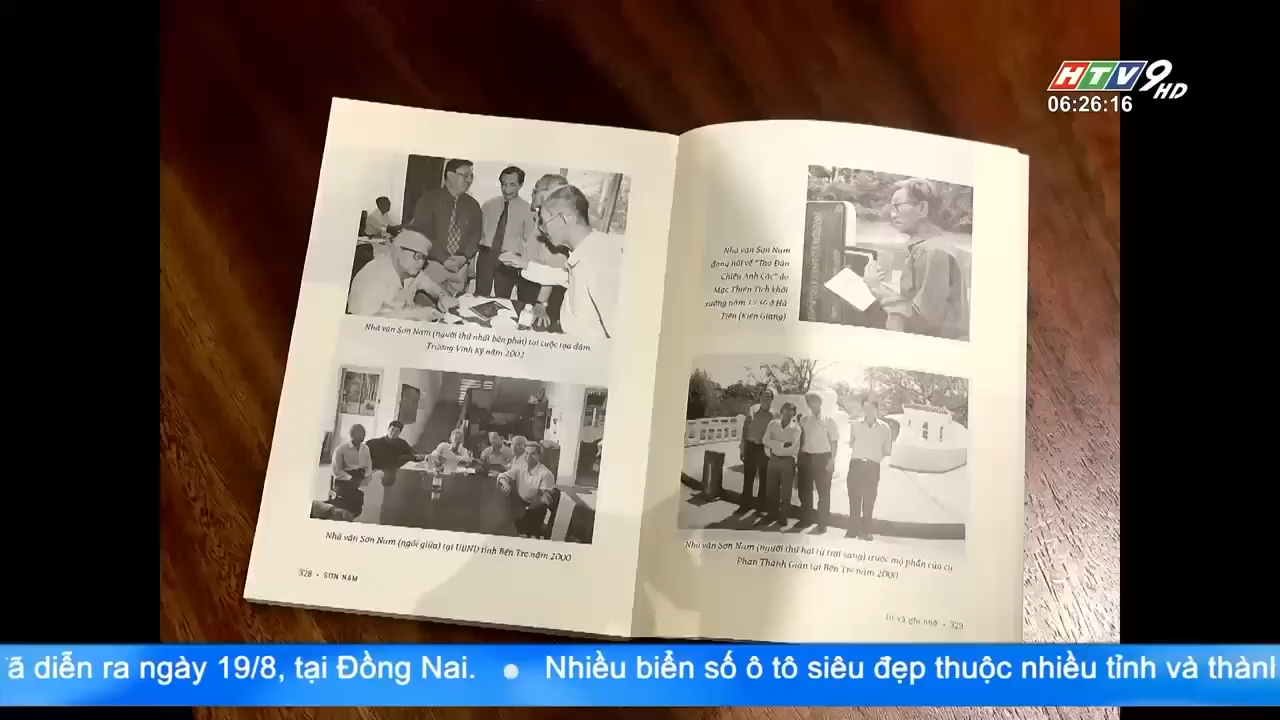 HTV9 HD
06:26:16
Nhà văn Sơn Nam (người thứ nhất bên phải) tại cuộc tọa đàm
Trương Vĩnh Ký năm 2002
Nhà văn Sơn Nam (ngồi giữa) tại UBND tỉnh Bến Tre năm 2000
328 • SƠN NAM
Nhà văn Sơn Nam
đang nói về "Tao Đàn
Chiêu Anh Các" do
Mạc Thiên Tích khởi
xướng năm 1736 ở Hà
Tiên (Kiên Giang)
Nhà văn Sơn Nam (người thứ hai từ trái sang) trước mộ phần của cụ
Phan Thanh Giản tại Bến Tre năm 2000
và ghi nhớ • 329
ã diễn ra ngày 19/8, tại Đồng Nai. • Nhiều biển số ô tô siêu đẹp thuộc nhiều tỉnh và thành